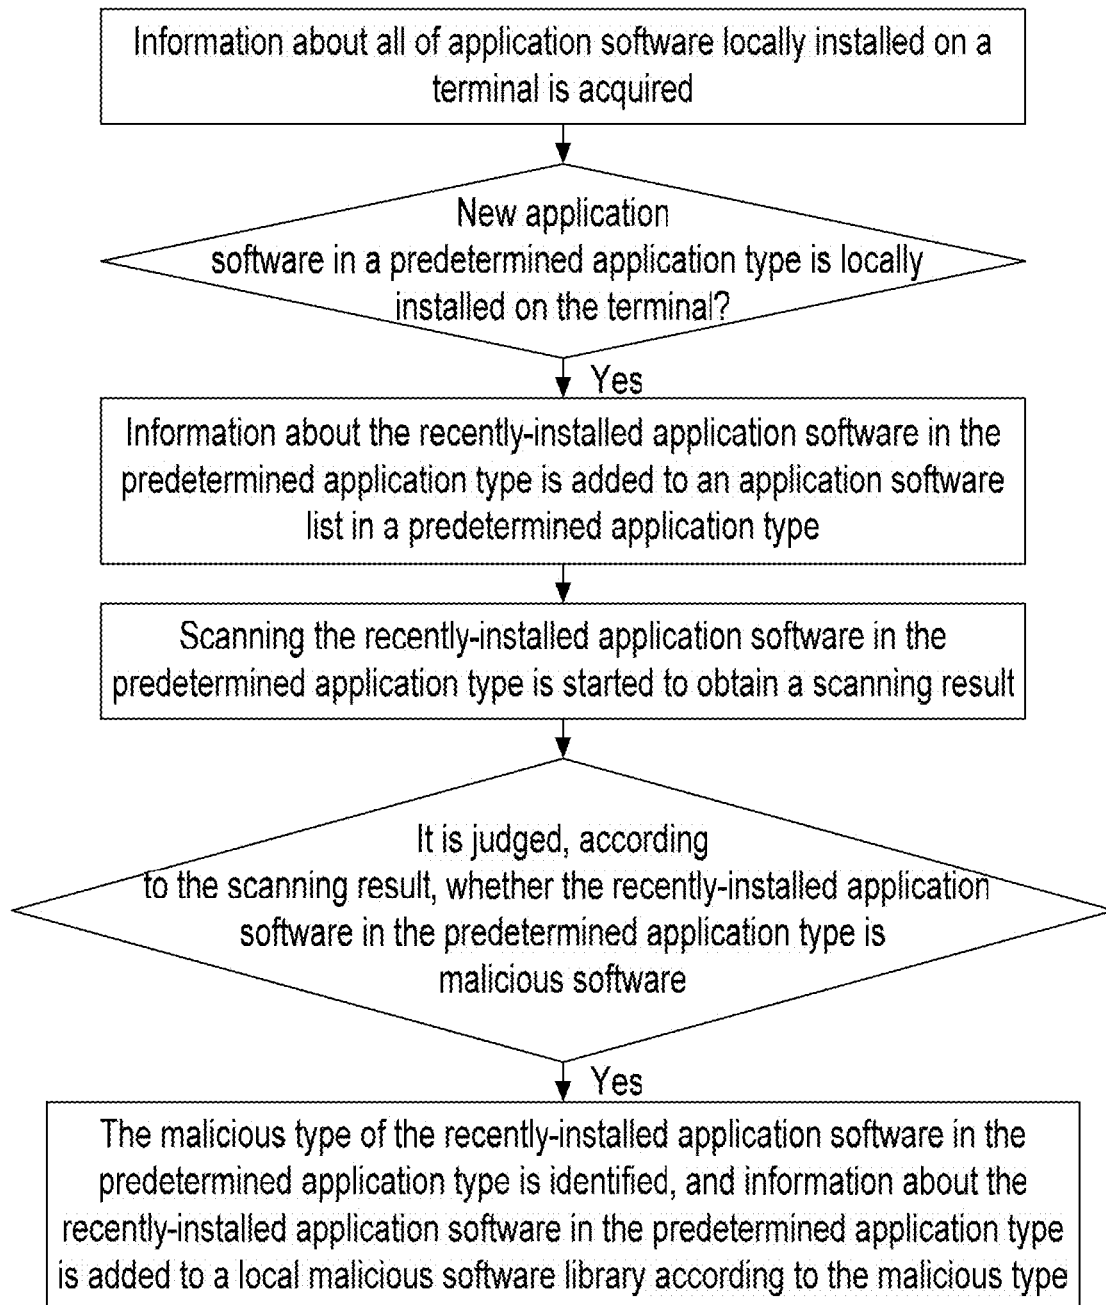 Information about all of application software locally installed on a
terminal is acquired
New application
software in a predetermined application type is locally
installed on the terminal?
Yes
Information about the recently-installed application software in the
predetermined application type is added to an application software
list in a predetermined application type
Scanning the recently-installed application software in the
predetermined application type is started to obtain a scanning result
It is judged, according
to the scanning result, whether the recently-installed application
software in the predetermined application type is
malicious software
Yes
The malicious type of the recently-installed application software in the
predetermined application type is identified, and information about the
recently-installed application software in the predetermined application type
is added to a local malicious software library according to the malicious type